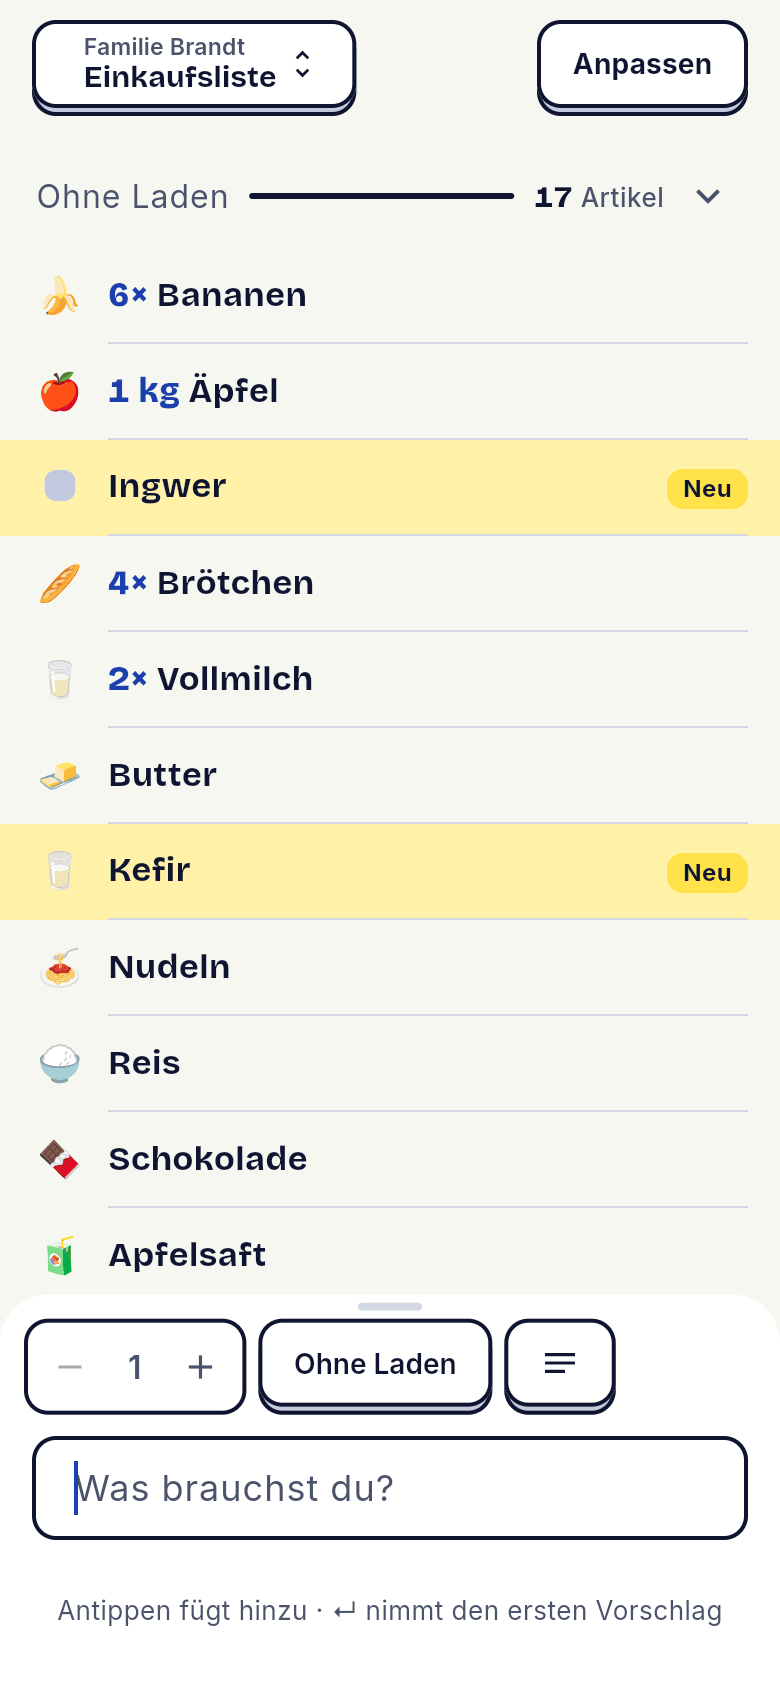 Familie Brandt
Einkaufsliste
Anpassen
Ohne Laden 17 Artikel
6× Bananen
1 kg Äpfel
Ingwer Neu
4× Brötchen
2× Vollmilch
Butter
Kefir Neu
Nudeln
Reis
Schokolade
Apfelsaft
1 Ohne Laden
Was brauchst du?
Antippen fügt hinzu · ↵ nimmt den ersten Vorschlag